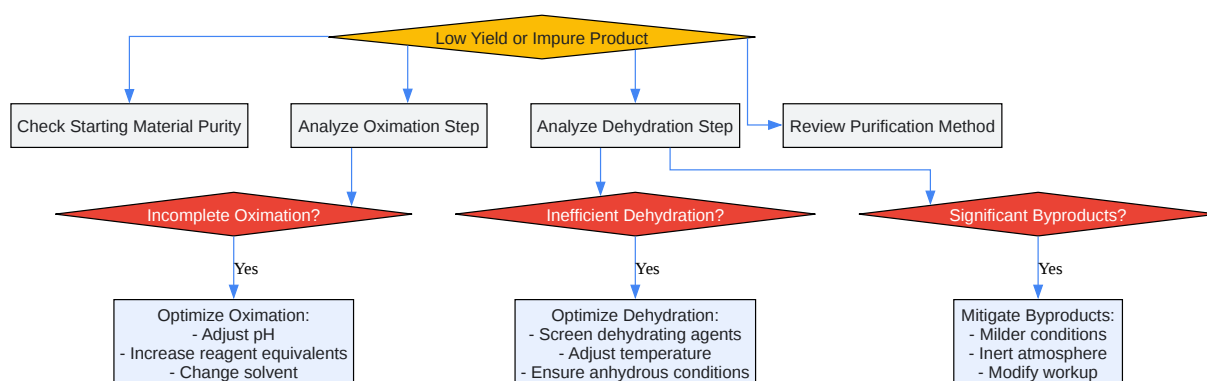 Low Yield or Impure Product
Check Starting Material Purity
Analyze Oximation Step
Analyze Dehydration Step
Review Purification Method
Incomplete Oximation?
Inefficient Dehydration?
Significant Byproducts?
Yes
Yes
Yes
Optimize Oximation:
- Adjust pH
- Increase reagent equivalents
- Change solvent
Optimize Dehydration:
- Screen dehydrating agents
- Adjust temperature
- Ensure anhydrous conditions
Mitigate Byproducts:
- Milder conditions
- Inert atmosphere
- Modify workup